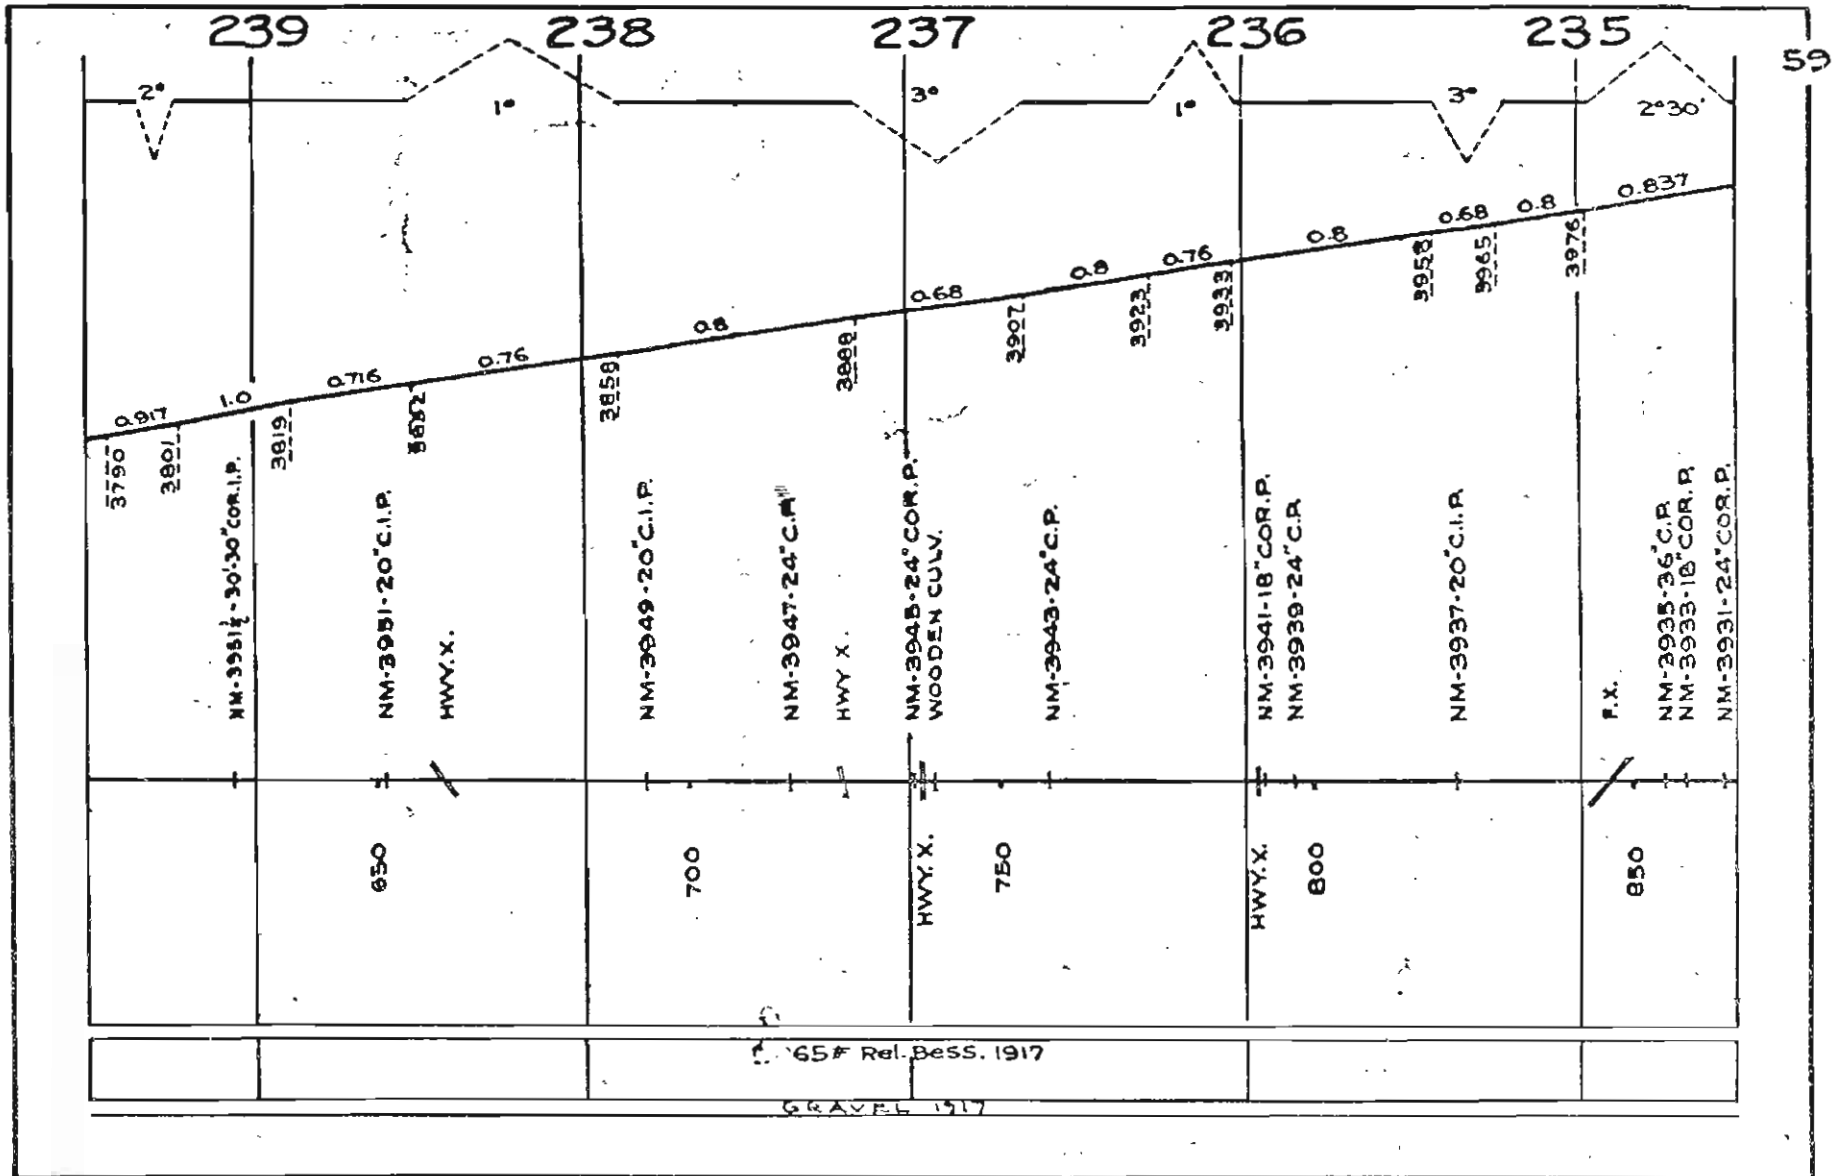 239 238 237 236 235
59
2° 1° 3° 1° 3° 2°30'
0.917 1.0 0.716 0.76 0.8 0.68 0.8 0.76 0.8 0.68 0.8 0.837
3790
3801
3819
3858
3888
3907
3923
3933
3958
3965
3976
NM-3951½-30'-30"COR.I.P.
NM-3951-20"C.I.P.
HWY.X.
NM-3949-20"C.I.P.
NM-3947-24"C.P.
HWY X.
NM-3945-24"COR.P.
WOODEN CULV.
NM-3943-24"C.P.
NM-3941-18"COR.P.
NM-3939-24"C.P.
NM-3937-20"C.I.P.
F.X.
NM-3935-36"C.P.
NM-3933-18"COR.P.
NM-3931-24"COR.P.
650
700
HWY.X.
750
HWY.X.
800
850
65# Rel. Bess. 1917
GRAVEL 1917